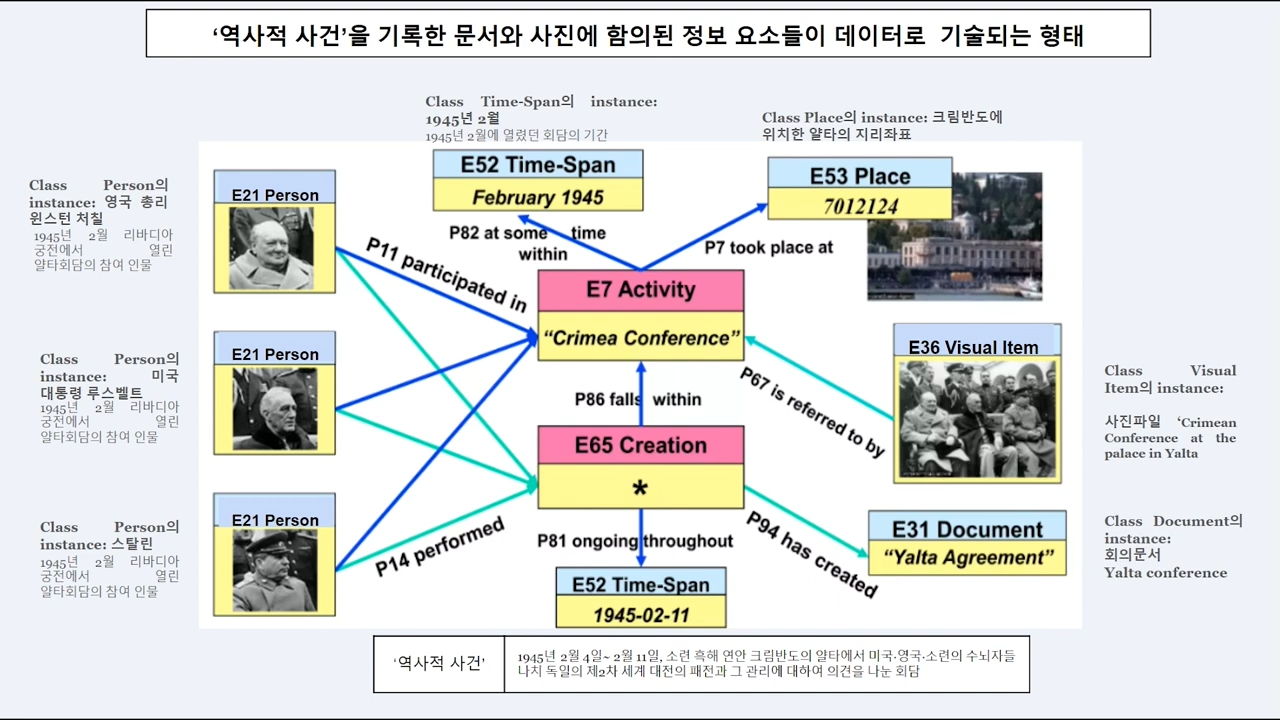 ‘역사적 사건’을 기록한 문서와 사진에 함의된 정보 요소들이 데이터로 기술되는 형태
Class Time-Span의 instance:
1945년 2월
1945년 2월에 열렸던 회담의 기간
Class Place의 instance: 크림반도에
위치한 얄타의 지리좌표
Class Person의
instance: 영국 총리
윈스턴 처칠
1945년 2월 리바디아
궁전에서 열린
얄타회담의 참여 인물
E21 Person
E52 Time-Span
February 1945
E53 Place
7012124
P82 at some time
within
P7 took place at
P11 participated in
E7 Activity
“Crimea Conference”
Class Person의
instance: 미국
대통령 루스벨트
1945년 2월 리바디아
궁전에서 열린
얄타회담의 참여 인물
E21 Person
P86 falls within
P67 is referred to by
E36 Visual Item
Class Visual
Item의 instance:
사진파일 ‘Crimean
Conference at the
palace in Yalta
E65 Creation
*
Class Person의
instance: 스탈린
1945년 2월 리바디아
궁전에서 열린
얄타회담의 참여 인물
E21 Person
P14 performed
P81 ongoing throughout
P94 has created
E31 Document
“Yalta Agreement”
Class Document의
instance:
회의문서
Yalta conference
E52 Time-Span
1945-02-11
‘역사적 사건’
1945년 2월 4일~ 2월 11일, 소련 흑해 연안 크림반도의 얄타에서 미국·영국·소련의 수뇌자들
나치 독일의 제2차 세계 대전의 패전과 그 관리에 대하여 의견을 나눈 회담